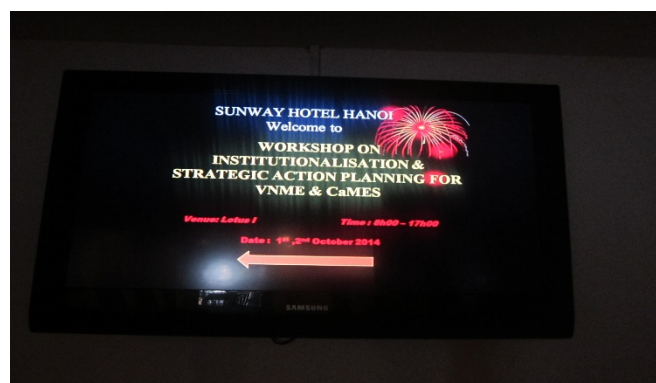 SUNWAY HOTEL HANOI
Welcome to
WORKSHOP ON
INSTITUTIONALISATION &
STRATEGIC ACTION PLANNING FOR
VNME & CaMES
Venue: Lotus I Time : 8h00 – 17h00
Date : 1st ,2nd October 2014
SAMSUNG